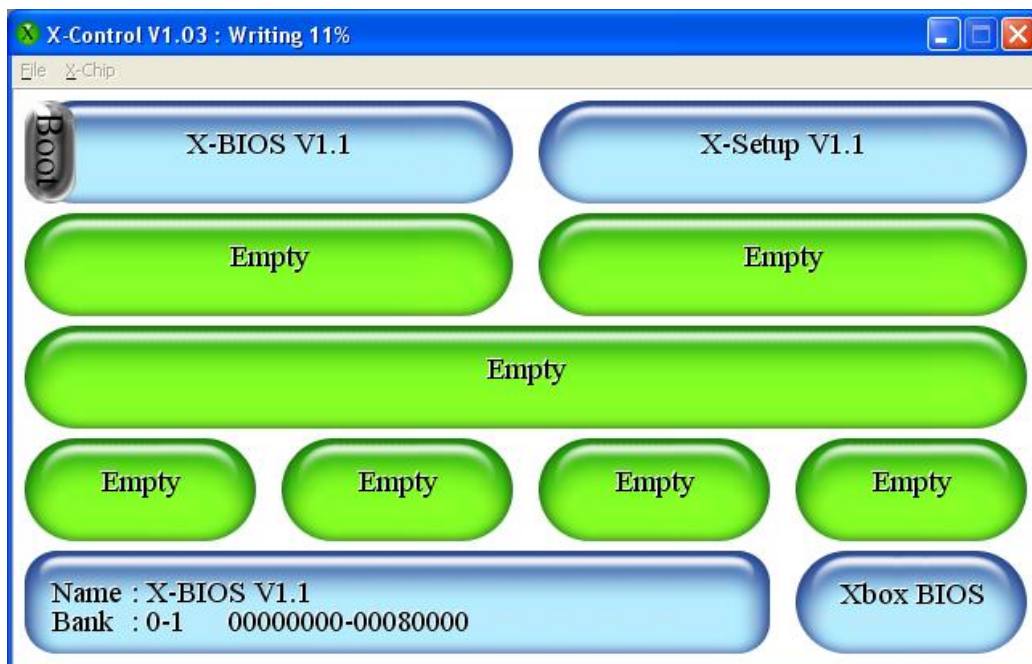 X-Control V1.03 : Writing 11%
File X-Chip
Boot
X-BIOS V1.1
X-Setup V1.1
Empty
Empty
Empty
Empty
Empty
Empty
Empty
Name : X-BIOS V1.1
Bank : 0-1 00000000-00080000
Xbox BIOS